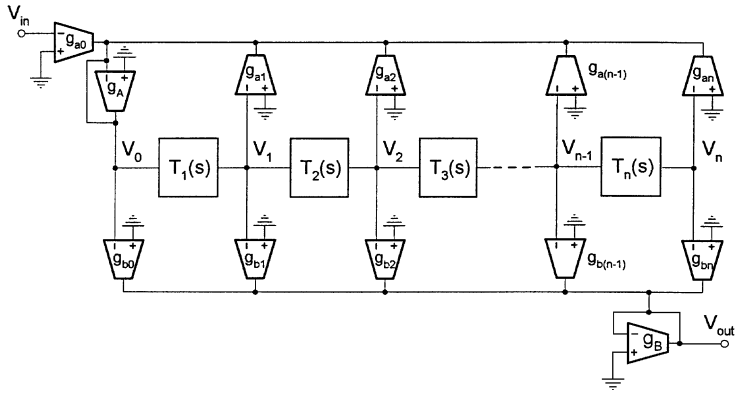 V_in
− + g_a0
− + g_A
− + g_a1
− + g_a2
− + g_a(n-1)
− + g_an
V_0 T_1(s) V_1 T_2(s) V_2 T_3(s) V_n-1 T_n(s) V_n
− + g_b0
− + g_b1
− + g_b2
− + g_b(n-1)
− + g_bn
− + g_B
V_out